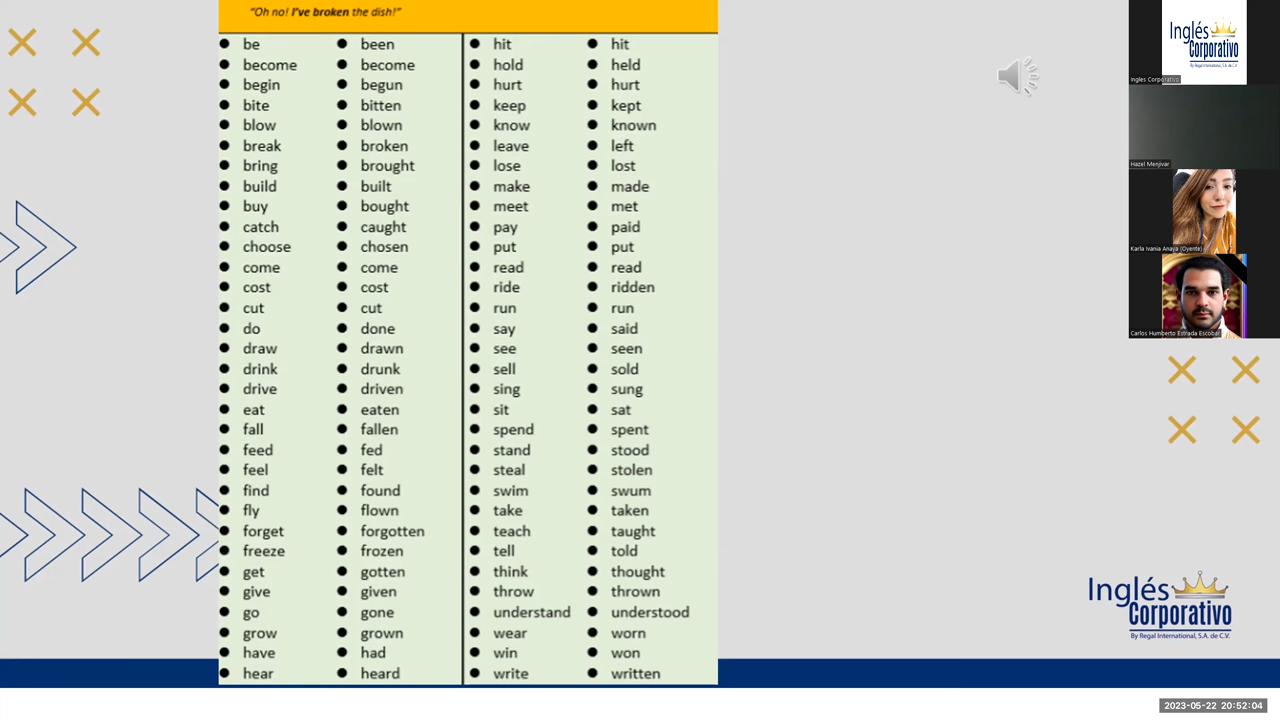 "Oh no! I've broken the dish!"
be been hit hit
become become hold held
begin begun hurt hurt
bite bitten keep kept
blow blown know known
break broken leave left
bring brought lose lost
build built make made
buy bought meet met
catch caught pay paid
choose chosen put put
come come read read
cost cost ride ridden
cut cut run run
do done say said
draw drawn see seen
drink drunk sell sold
drive driven sing sung
eat eaten sit sat
fall fallen spend spent
feed fed stand stood
feel felt steal stolen
find found swim swum
fly flown take taken
forget forgotten teach taught
freeze frozen tell told
get gotten think thought
give given throw thrown
go gone understand understood
grow grown wear worn
have had win won
hear heard write written
Inglés
Corporativo
By Regal International, S.A. de C.V.
Ingles Corporativo
Hazel Menjivar
Karla Ivania Anaya (Oyente)
Carlos Humberto Estrada Escobar
Inglés
Corporativo
By Regal International, S.A. de C.V.
2023-05-22 20:52:04